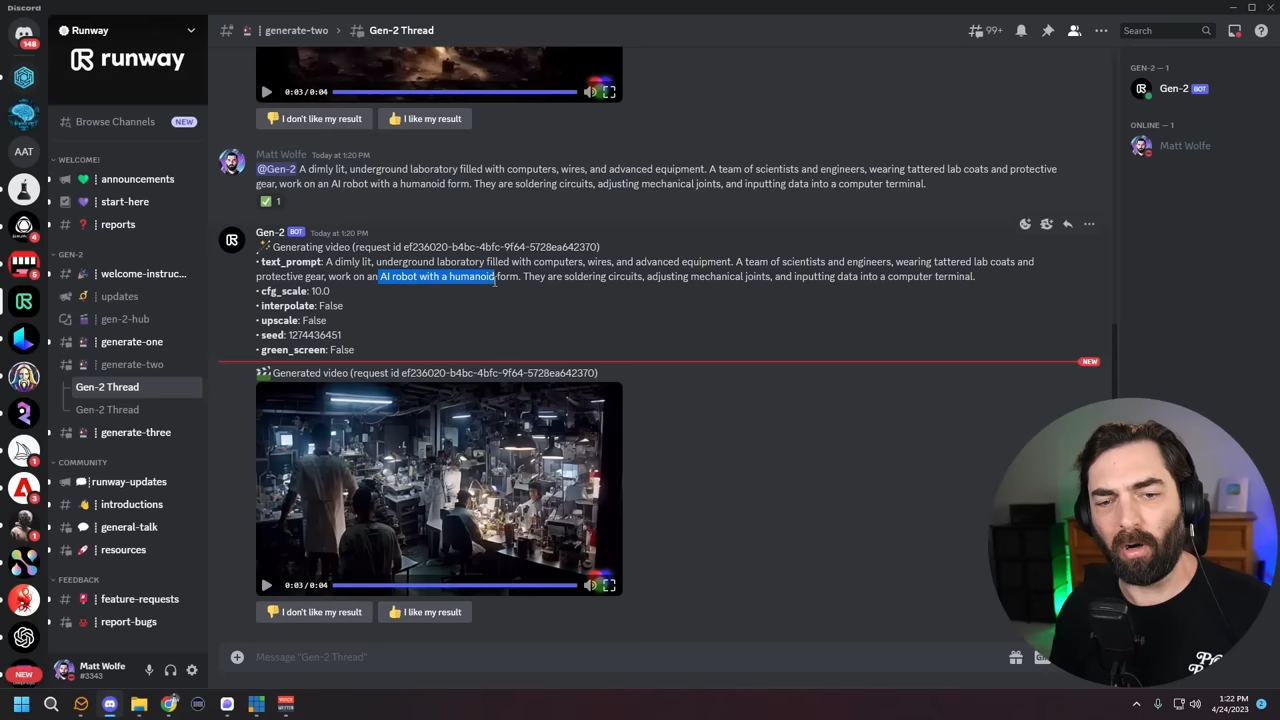 Discord
148
AAT
4
5
1
3
1
NEW
Runway
runway
Browse Channels NEW
WELCOME!
announcements
start-here
reports
GEN-2
welcome-instruc...
updates
gen-2-hub
generate-one
generate-two
Gen-2 Thread
Gen-2 Thread
generate-three
COMMUNITY
runway-updates
introductions
general-talk
resources
FEEDBACK
feature-requests
report-bugs
Matt Wolfe
#3343
generate-two > Gen-2 Thread
99+
Search
0:03 / 0:04
I don't like my result
I like my result
Matt Wolfe Today at 1:20 PM
@Gen-2 A dimly lit, underground laboratory filled with computers, wires, and advanced equipment. A team of scientists and engineers, wearing tattered lab coats and protective
gear, work on an AI robot with a humanoid form. They are soldering circuits, adjusting mechanical joints, and inputting data into a computer terminal.
1
Gen-2 BOT Today at 1:20 PM
Generating video (request id ef236020-b4bc-4bfc-9f64-5728ea642370)
• text_prompt: A dimly lit, underground laboratory filled with computers, wires, and advanced equipment. A team of scientists and engineers, wearing tattered lab coats and
protective gear, work on an AI robot with a humanoid form. They are soldering circuits, adjusting mechanical joints, and inputting data into a computer terminal.
• cfg_scale: 10.0
• interpolate: False
• upscale: False
• seed: 1274436451
• green_screen: False
NEW
Generated video (request id ef236020-b4bc-4bfc-9f64-5728ea642370)
0:03 / 0:04
I don't like my result
I like my result
Message "Gen-2 Thread"
GEN-2 — 1
Gen-2 BOT
ONLINE — 1
Matt Wolfe
1:22 PM
4/24/2023
2